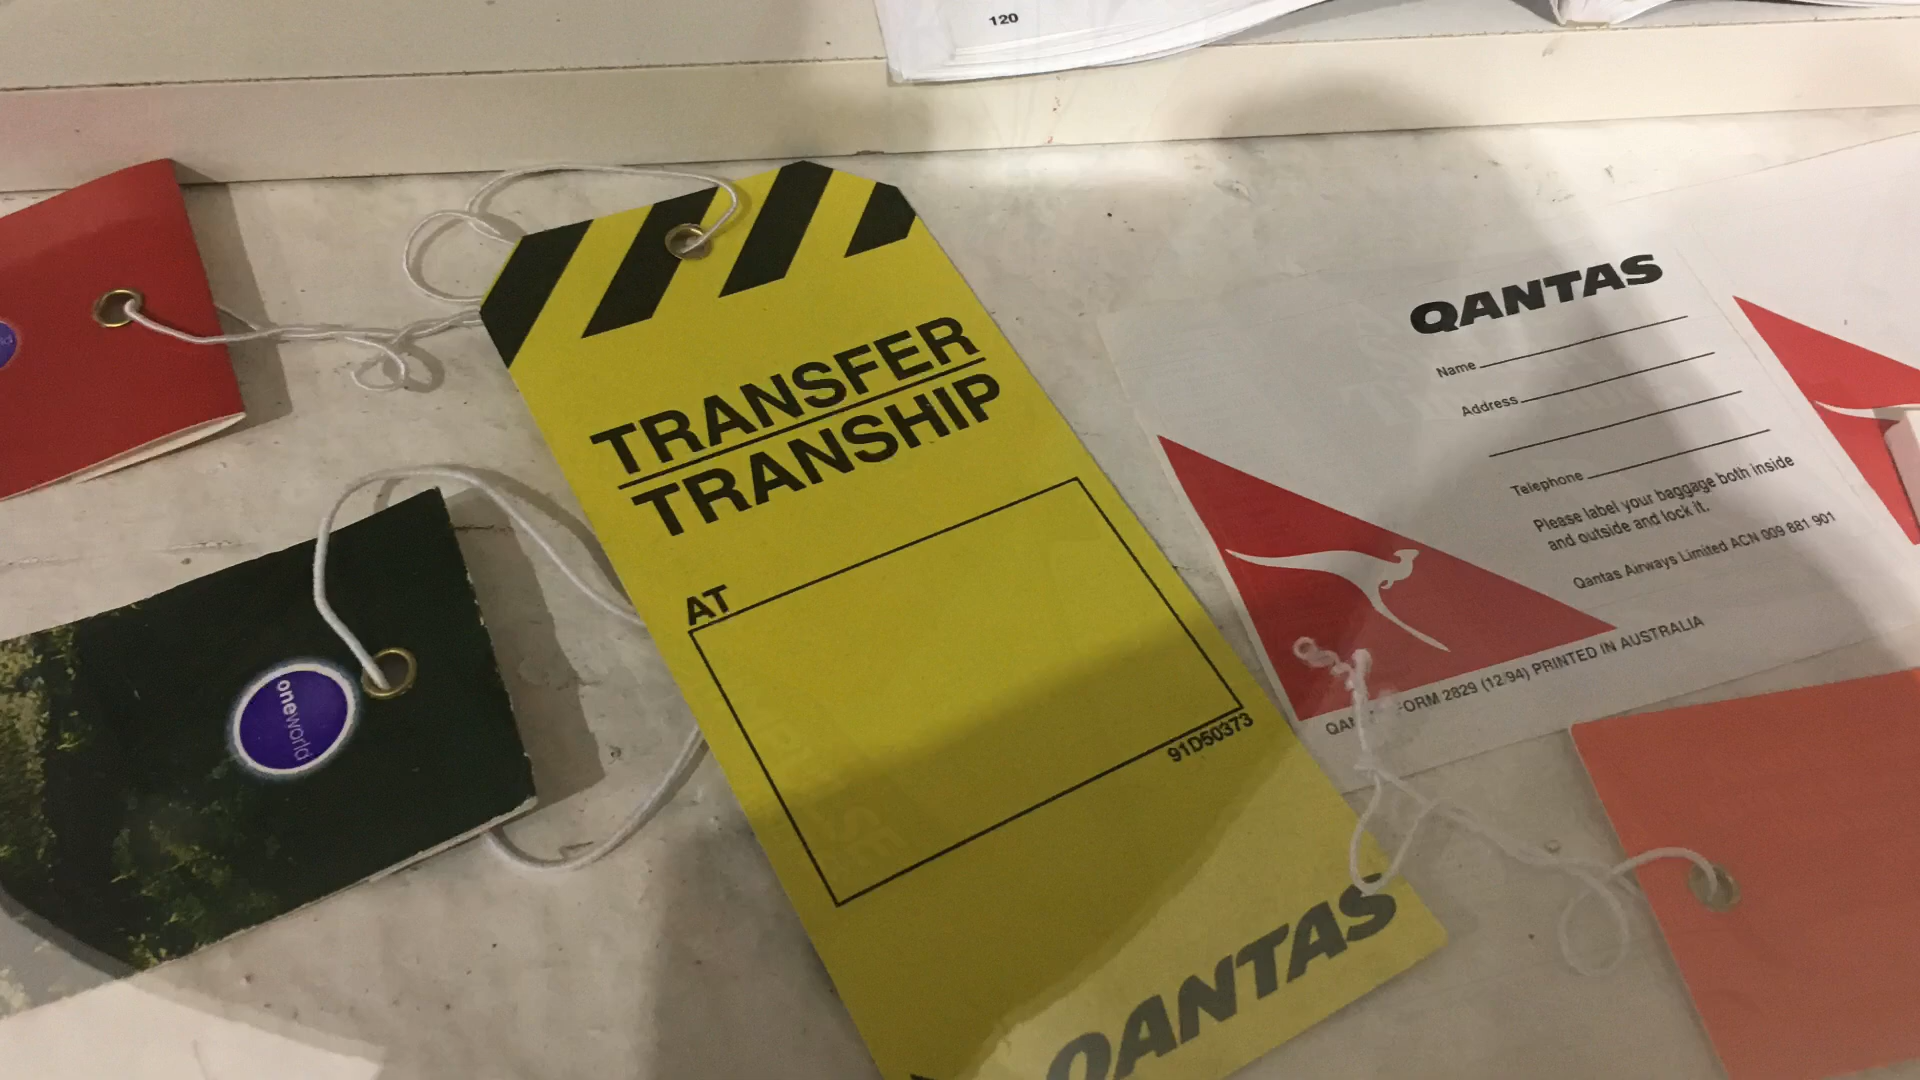 120
TRANSFER
TRANSHIP
AT
91D50373
QANTAS
oneworld
QANTAS
Name
Address
Telephone
Please label your baggage both inside
and outside and lock it.
Qantas Airways Limited ACN 009 881 901
FORM 2829 (12/94) PRINTED IN AUSTRALIA